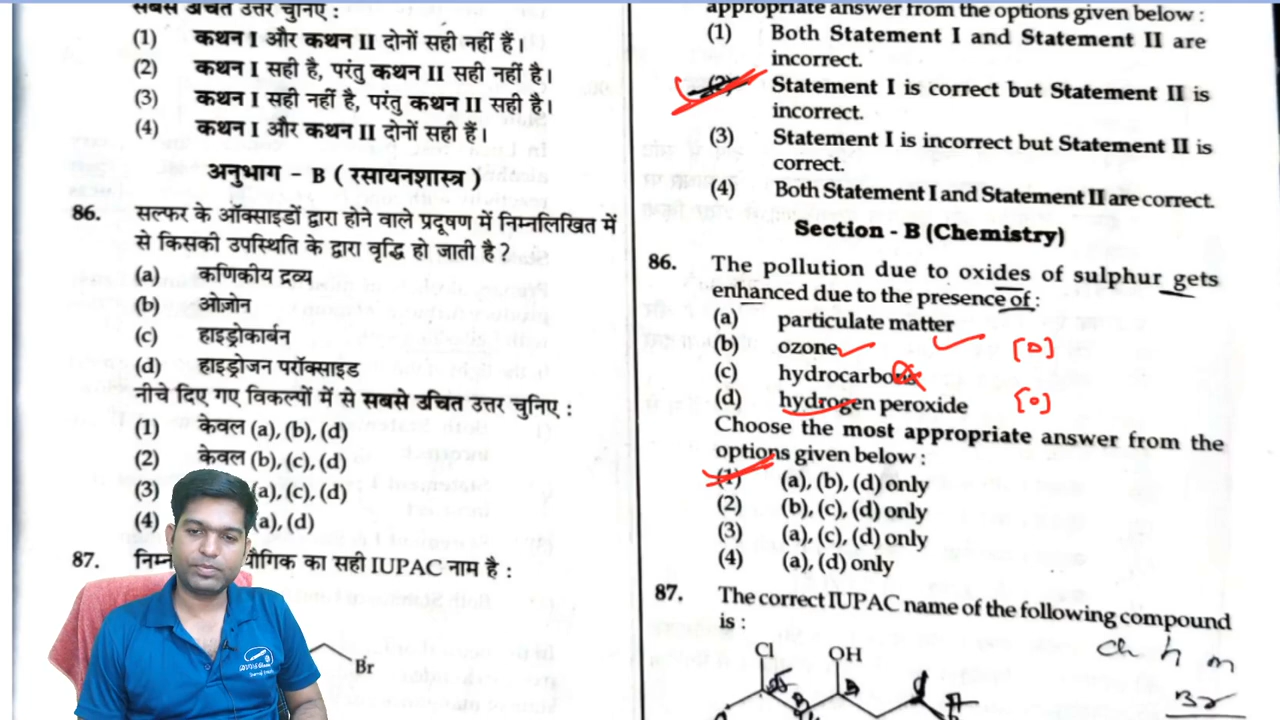 सबसे उचित उत्तर चुनिए :
(1) कथन I और कथन II दोनों सही नहीं हैं।
(2) कथन I सही है, परंतु कथन II सही नहीं है।
(3) कथन I सही नहीं है, परंतु कथन II सही है।
(4) कथन I और कथन II दोनों सही हैं।
अनुभाग - B ( रसायनशास्त्र )
86. सल्फर के ऑक्साइडों द्वारा होने वाले प्रदूषण में निम्नलिखित में
से किसकी उपस्थिति के द्वारा वृद्धि हो जाती है ?
(a) कणिकीय द्रव्य
(b) ओज़ोन
(c) हाइड्रोकार्बन
(d) हाइड्रोजन परॉक्साइड
नीचे दिए गए विकल्पों में से सबसे उचित उत्तर चुनिए :
(1) केवल (a), (b), (d)
(2) केवल (b), (c), (d)
(3) (a), (c), (d)
(4) (a), (d)
87. यौगिक का सही IUPAC नाम है :
Br
appropriate answer from the options given below :
(1) Both Statement I and Statement II are
incorrect.
(2) Statement I is correct but Statement II is
incorrect.
(3) Statement I is incorrect but Statement II is
correct.
(4) Both Statement I and Statement II are correct.
Section - B (Chemistry)
86. The pollution due to oxides of sulphur gets
enhanced due to the presence of :
(a) particulate matter
(b) ozone [O]
(c) hydrocarbons
(d) hydrogen peroxide [O]
Choose the most appropriate answer from the
options given below :
(1) (a), (b), (d) only
(2) (b), (c), (d) only
(3) (a), (c), (d) only
(4) (a), (d) only
87. The correct IUPAC name of the following compound
is :
Cl OH